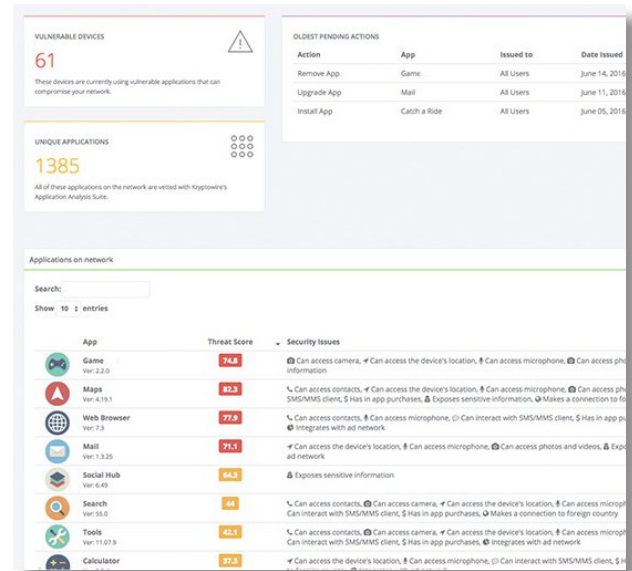 VULNERABLE DEVICES
61
These devices are currently using vulnerable applications that can
compromise your network.
UNIQUE APPLICATIONS
1385
All of these applications on the network are vetted with Kryptowire's
Application Analysis Suite.
OLDEST PENDING ACTIONS
Action App Issued to Date Issued
Remove App Game All Users June 14, 2016
Upgrade App Mail All Users June 11, 2016
Install App Catch a Ride All Users June 05, 2016
Applications on network
Search:
Show 10 entries
App Threat Score Security Issues
Game 74.8 Can access camera, Can access the device's location, Can access microphone, Can access pho
Ver: 2.2.0 information
Maps 82.3 Can access contacts, Can access the device's location, Can access microphone, Can access ph
Ver: 4.19.1 SMS/MMS client, $ Has in app purchases, Exposes sensitive information, Makes a connection to fo
Web Browser 77.9 Can access contacts, Can access microphone, Can interact with SMS/MMS client, $ Has in app pu
Ver: 7.3 Integrates with ad network
Mail 71.1 Can access the device's location, Can access microphone, Can access photos and videos, Expo
Ver: 1.3.25 ad network
Social Hub 64.3 Exposes sensitive information
Ver: 6.49
Search 44 Can access contacts, Can access camera, Can access the device's location, Can access microph
Ver: 55.0 Can interact with SMS/MMS client, $ Has in app purchases, Makes a connection to foreign country
Tools 42.1 Can access contacts, Can access camera, Can access the device's location, Can access microph
Ver: 11.07.9 Can interact with SMS/MMS client, $ Has in app purchases, Integrates with ad network
Calculator 37.3 Can access the device's location, Can access microphone, Can interact with SMS/MMS client, $ H